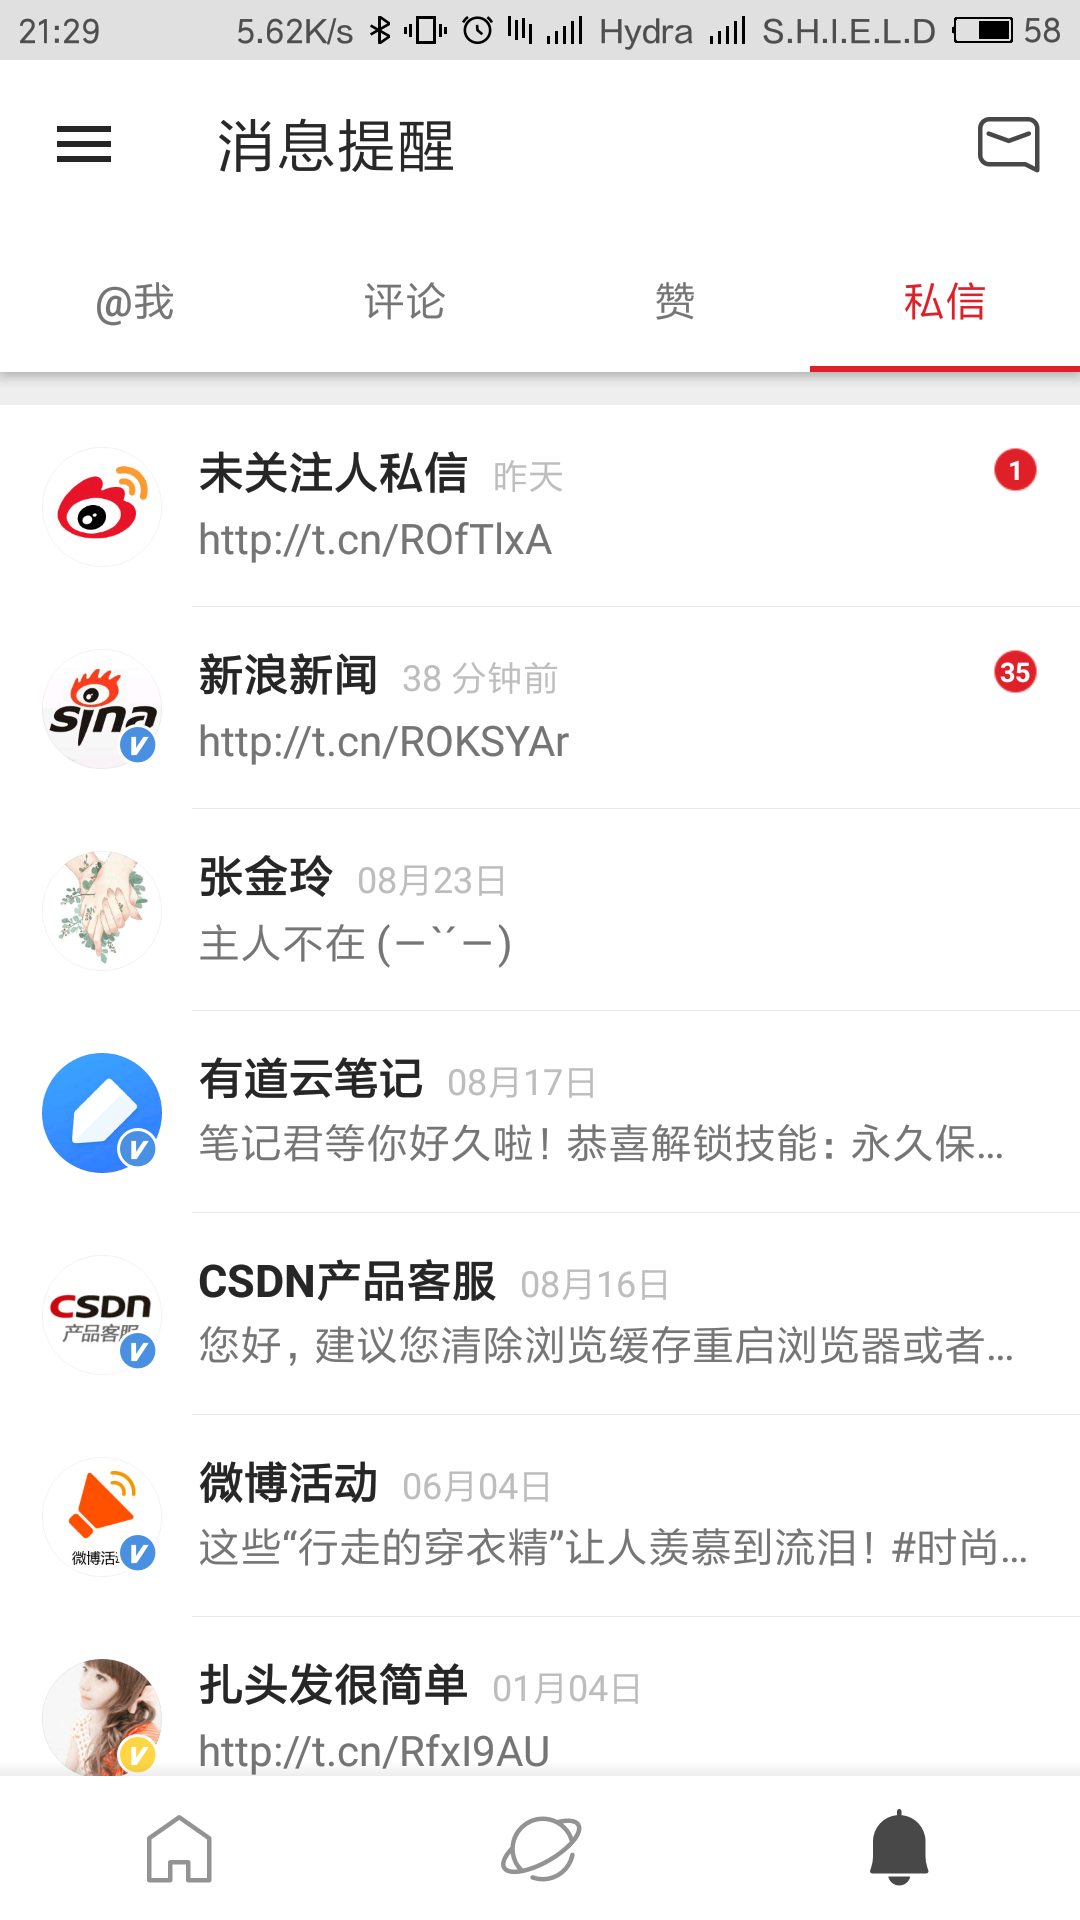 21:29 5.62K/s Hydra S.H.I.E.L.D 58
消息提醒
@我 评论 赞 私信
未关注人私信 昨天 1
http://t.cn/ROfTlxA
新浪新闻 38 分钟前 35
sina
http://t.cn/ROKSYAr
张金玲 08月23日
主人不在 (－`´－)
有道云笔记 08月17日
笔记君等你好久啦！恭喜解锁技能：永久保...
CSDN产品客服 08月16日
CSDN
产品客服
您好，建议您清除浏览缓存重启浏览器或者...
微博活动 06月04日
微博活
这些“行走的穿衣精”让人羡慕到流泪！#时尚...
扎头发很简单 01月04日
http://t.cn/RfxI9AU